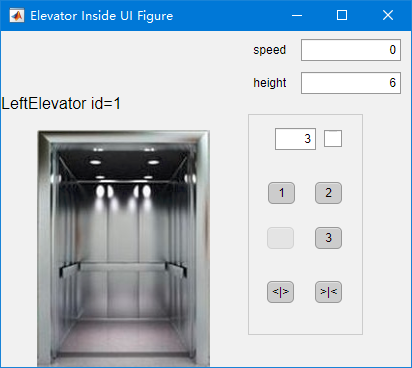 Elevator Inside UI Figure
speed 0
height 6
LeftElevator id=1
3
1 2
3
<|> >|<